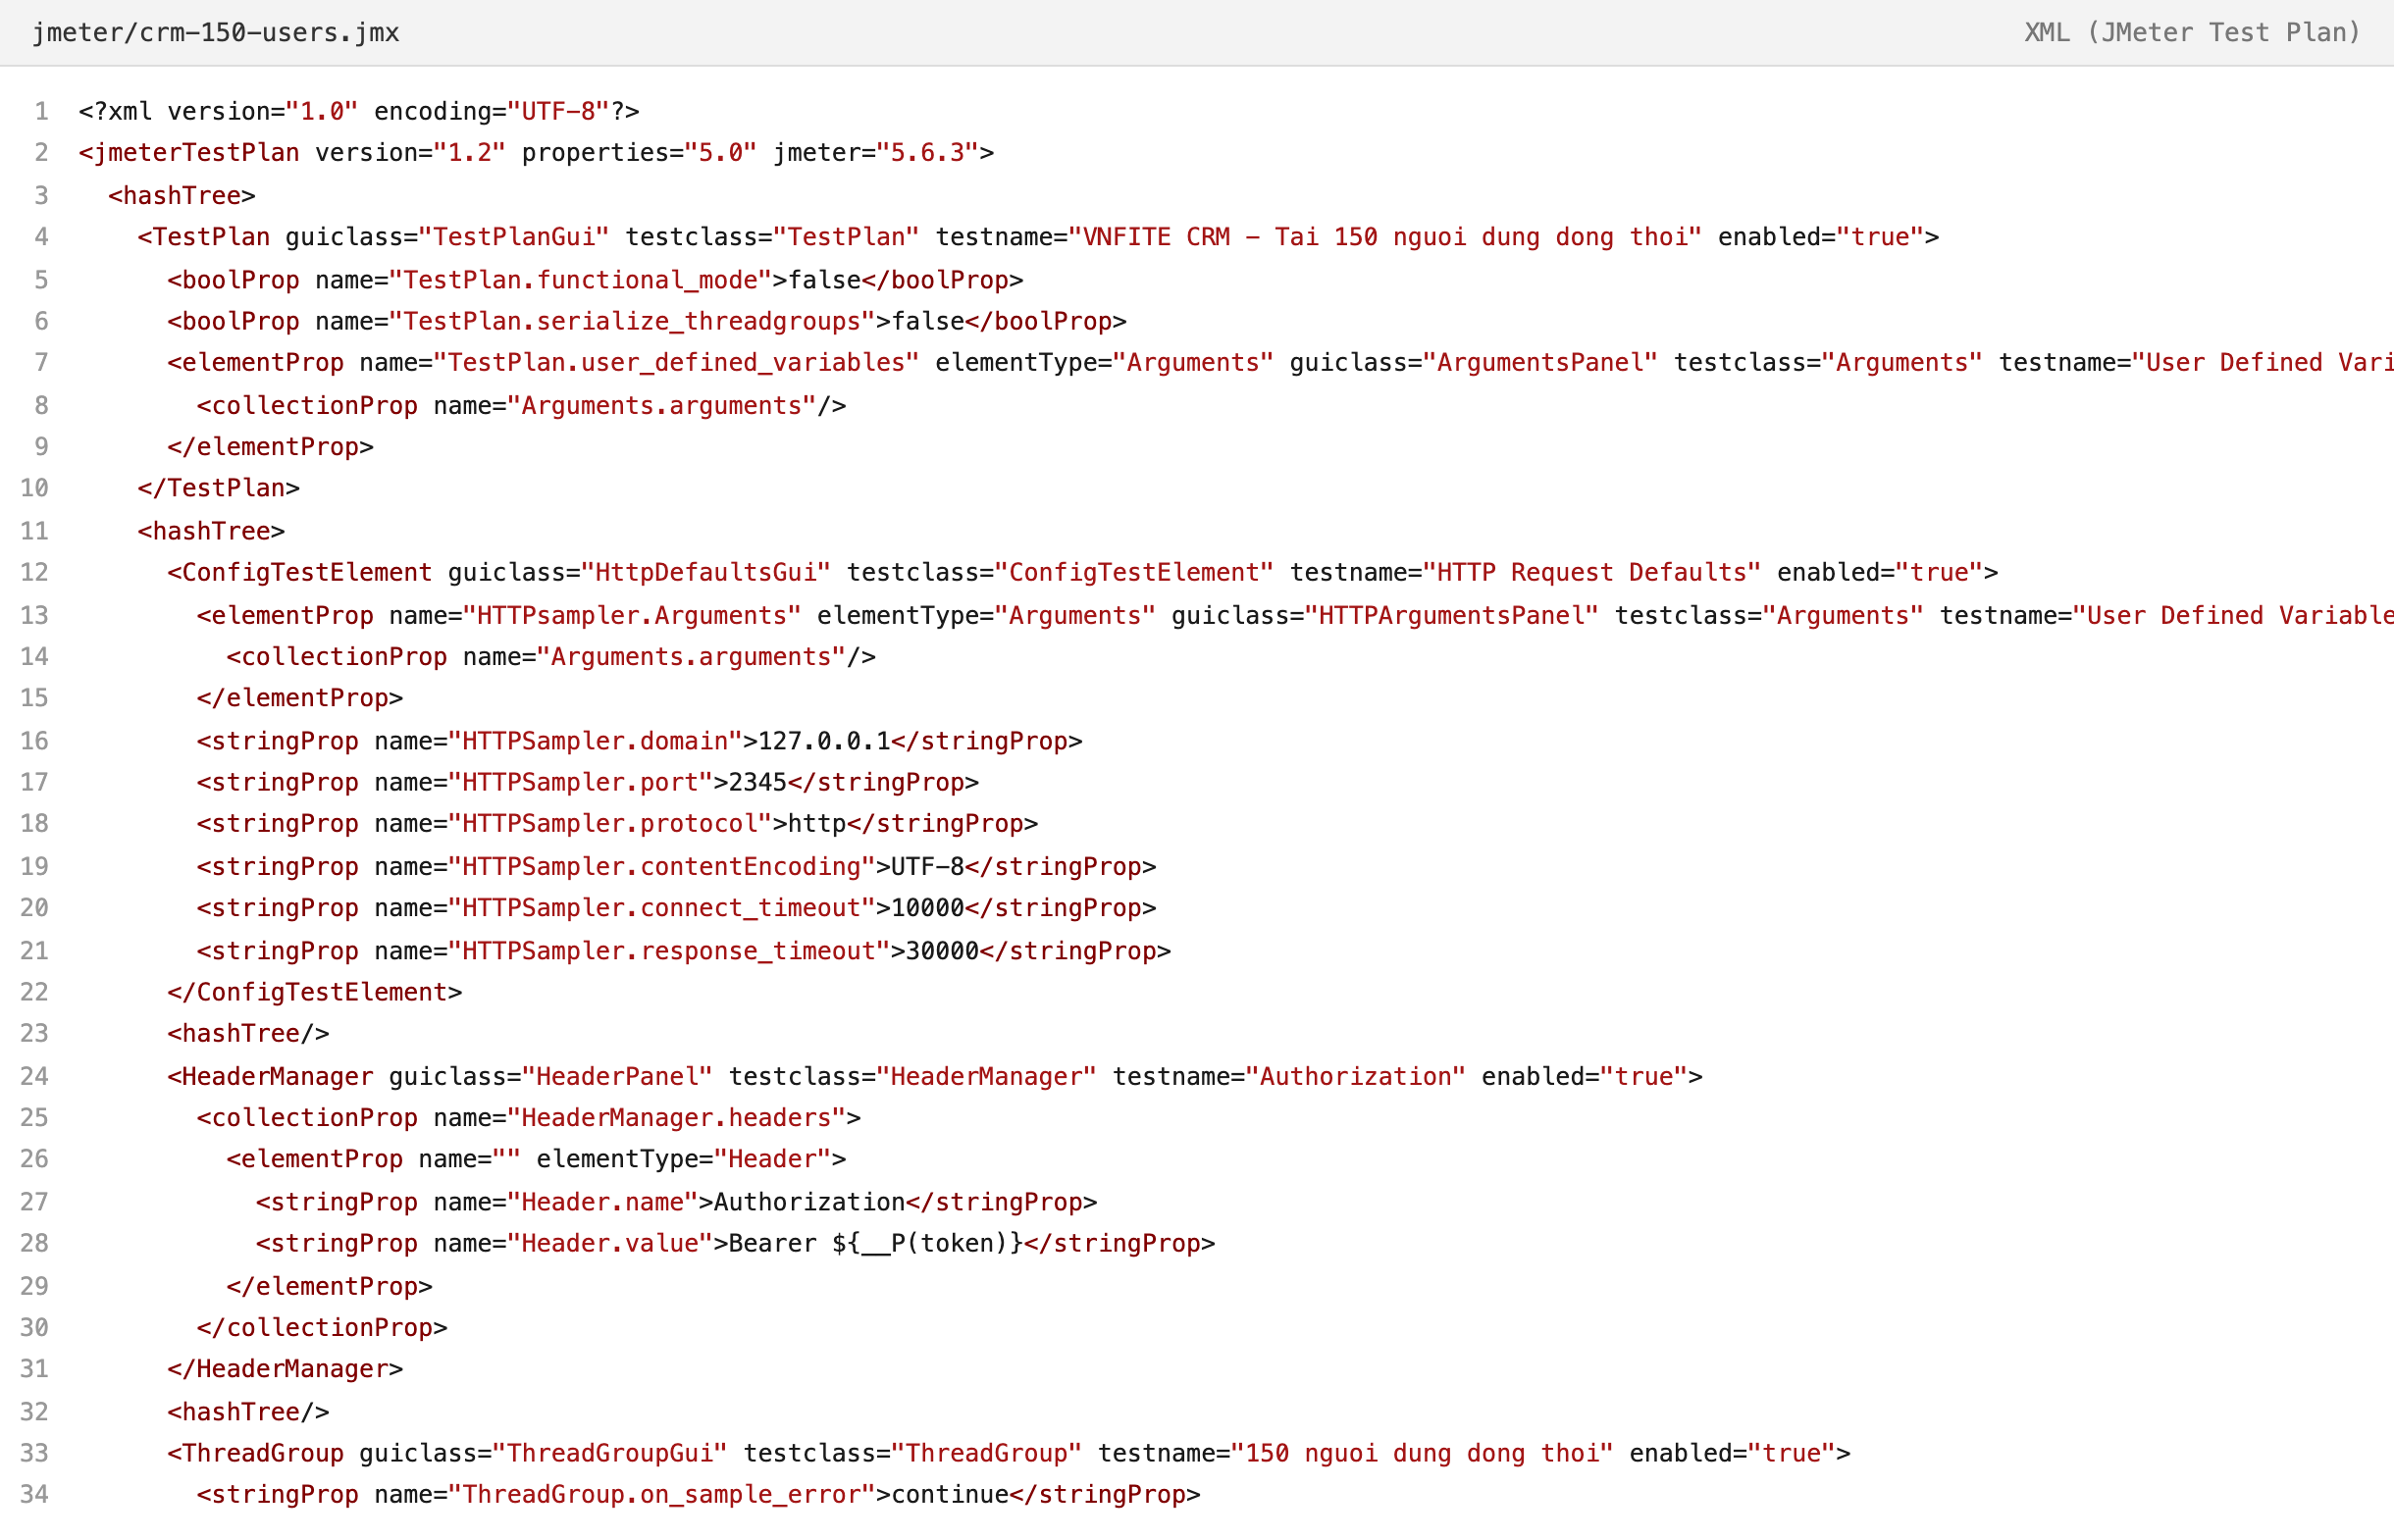 jmeter/crm-150-users.jmx XML (JMeter Test Plan)
1 <?xml version="1.0" encoding="UTF-8"?>
2 <jmeterTestPlan version="1.2" properties="5.0" jmeter="5.6.3">
3   <hashTree>
4     <TestPlan guiclass="TestPlanGui" testclass="TestPlan" testname="VNFITE CRM - Tai 150 nguoi dung dong thoi" enabled="true">
5       <boolProp name="TestPlan.functional_mode">false</boolProp>
6       <boolProp name="TestPlan.serialize_threadgroups">false</boolProp>
7       <elementProp name="TestPlan.user_defined_variables" elementType="Arguments" guiclass="ArgumentsPanel" testclass="Arguments" testname="User Defined Vari
8         <collectionProp name="Arguments.arguments"/>
9       </elementProp>
10     </TestPlan>
11     <hashTree>
12       <ConfigTestElement guiclass="HttpDefaultsGui" testclass="ConfigTestElement" testname="HTTP Request Defaults" enabled="true">
13         <elementProp name="HTTPsampler.Arguments" elementType="Arguments" guiclass="HTTPArgumentsPanel" testclass="Arguments" testname="User Defined Variable
14           <collectionProp name="Arguments.arguments"/>
15         </elementProp>
16         <stringProp name="HTTPSampler.domain">127.0.0.1</stringProp>
17         <stringProp name="HTTPSampler.port">2345</stringProp>
18         <stringProp name="HTTPSampler.protocol">http</stringProp>
19         <stringProp name="HTTPSampler.contentEncoding">UTF-8</stringProp>
20         <stringProp name="HTTPSampler.connect_timeout">10000</stringProp>
21         <stringProp name="HTTPSampler.response_timeout">30000</stringProp>
22       </ConfigTestElement>
23       <hashTree/>
24       <HeaderManager guiclass="HeaderPanel" testclass="HeaderManager" testname="Authorization" enabled="true">
25         <collectionProp name="HeaderManager.headers">
26           <elementProp name="" elementType="Header">
27             <stringProp name="Header.name">Authorization</stringProp>
28             <stringProp name="Header.value">Bearer ${__P(token)}</stringProp>
29           </elementProp>
30         </collectionProp>
31       </HeaderManager>
32       <hashTree/>
33       <ThreadGroup guiclass="ThreadGroupGui" testclass="ThreadGroup" testname="150 nguoi dung dong thoi" enabled="true">
34         <stringProp name="ThreadGroup.on_sample_error">continue</stringProp>